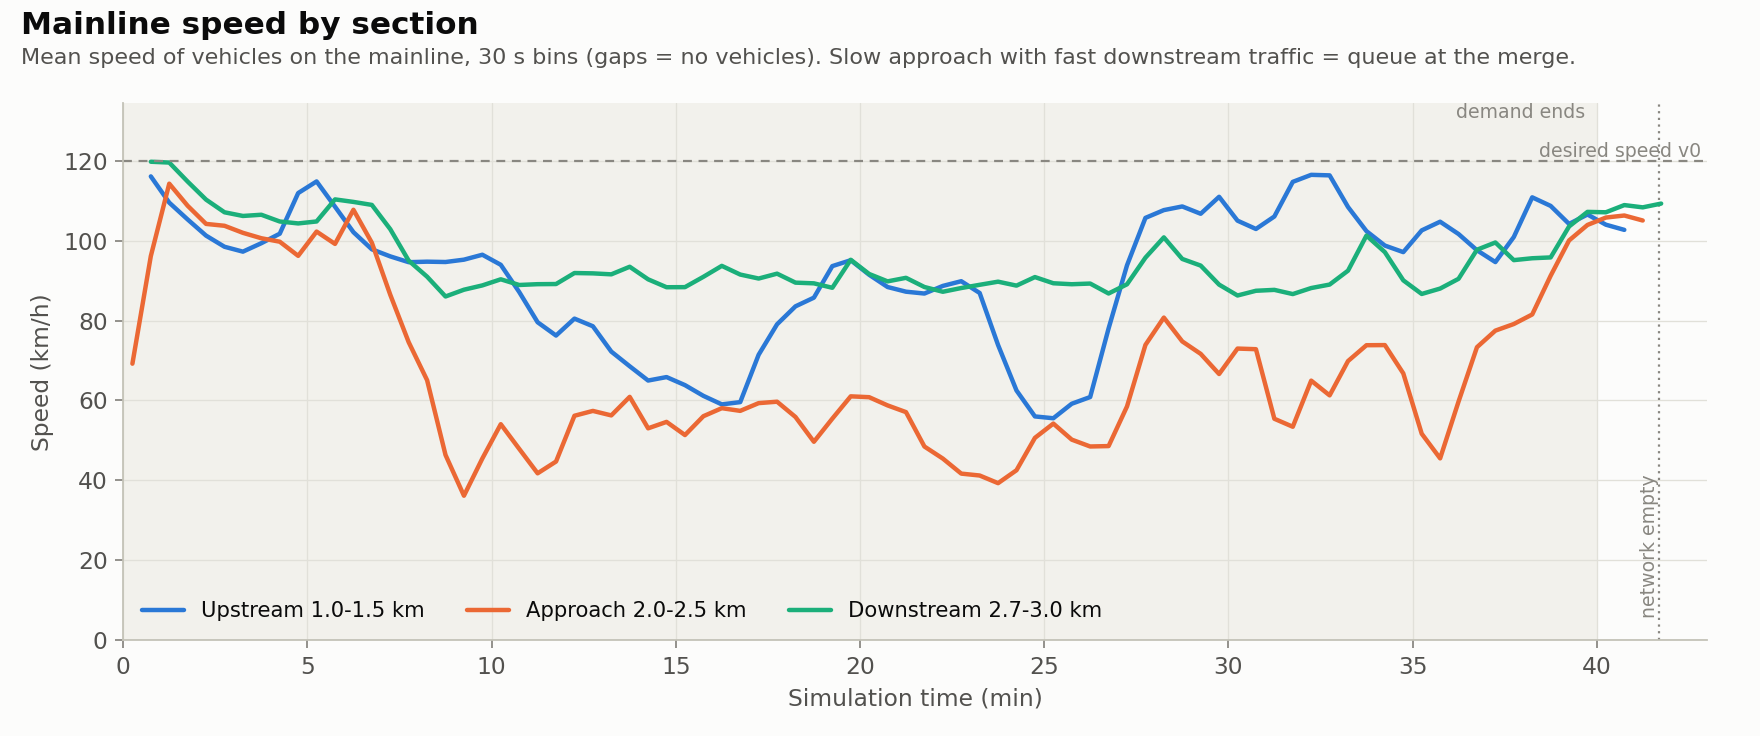 Mainline speed by section
Mean speed of vehicles on the mainline, 30 s bins (gaps = no vehicles). Slow approach with fast downstream traffic = queue at the merge.
demand ends
desired speed v0
120
100
80
60
40
20
0
Speed (km/h)
network empty
Upstream 1.0-1.5 km
Approach 2.0-2.5 km
Downstream 2.7-3.0 km
0 5 10 15 20 25 30 35 40
Simulation time (min)